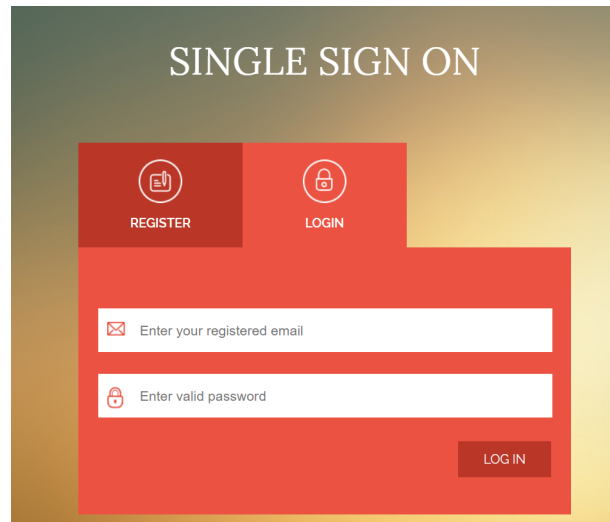 SINGLE SIGN ON
REGISTER
LOGIN
Enter your registered email
Enter valid password
LOG IN